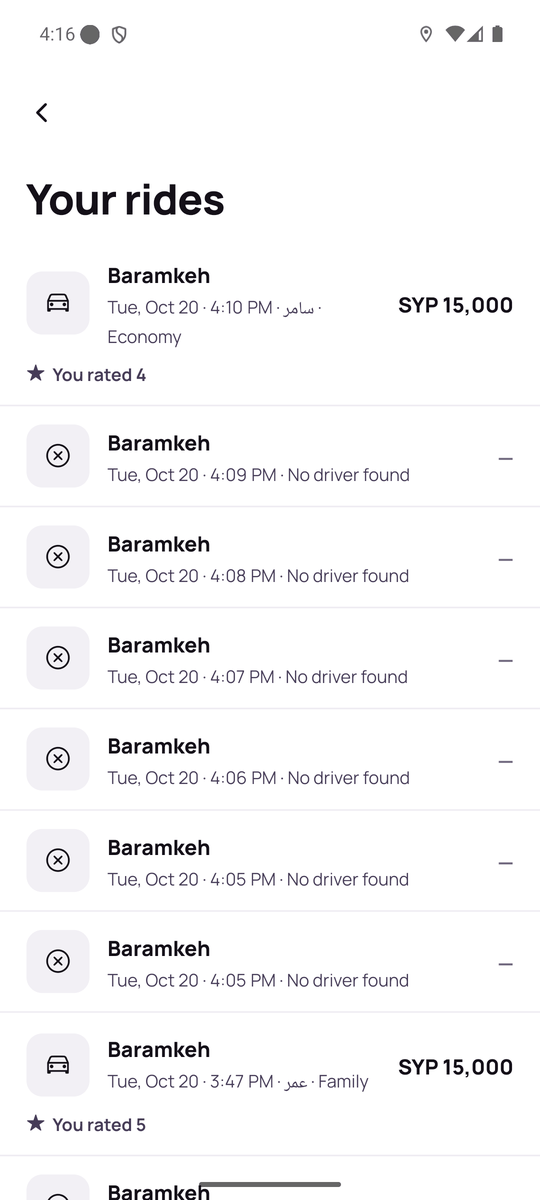 4:16
Your rides
Baramkeh
Tue, Oct 20 · 4:10 PM · سامر ·
Economy
SYP 15,000
★ You rated 4
Baramkeh
Tue, Oct 20 · 4:09 PM · No driver found
–
Baramkeh
Tue, Oct 20 · 4:08 PM · No driver found
–
Baramkeh
Tue, Oct 20 · 4:07 PM · No driver found
–
Baramkeh
Tue, Oct 20 · 4:06 PM · No driver found
–
Baramkeh
Tue, Oct 20 · 4:05 PM · No driver found
–
Baramkeh
Tue, Oct 20 · 4:05 PM · No driver found
–
Baramkeh
Tue, Oct 20 · 3:47 PM · عمر · Family
SYP 15,000
★ You rated 5
Baramkeh